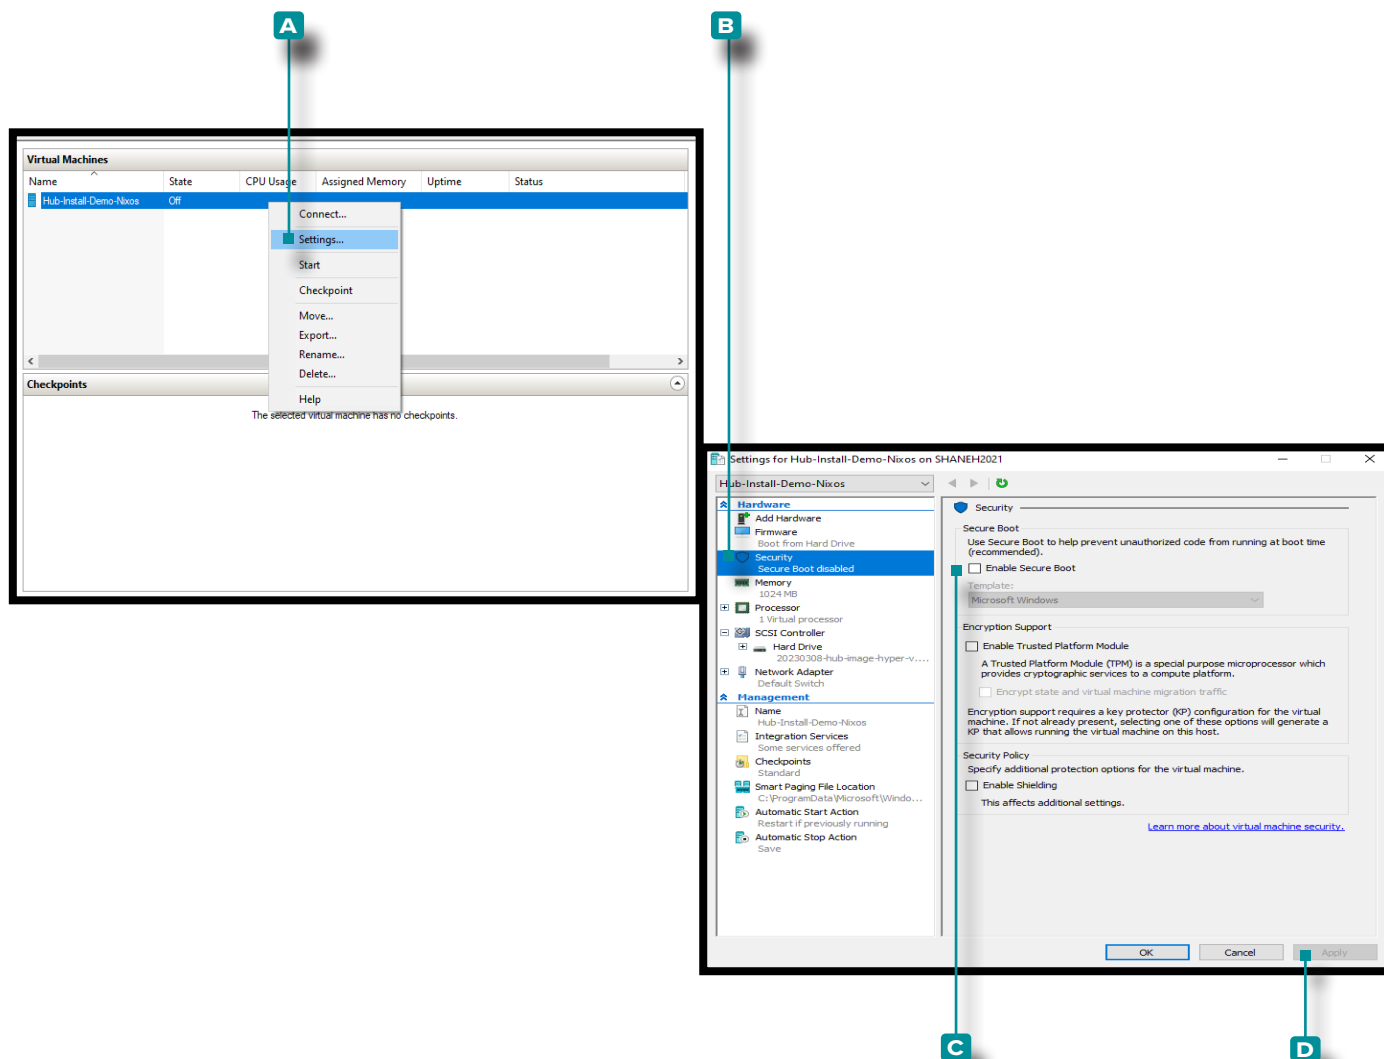 A
B
Virtual Machines
Name State CPU Usage Assigned Memory Uptime Status
Hub-Install-Demo-Nixos Off
Connect...
Settings...
Start
Checkpoint
Move...
Export...
Rename...
Delete...
Help
Checkpoints
The selected virtual machine has no checkpoints.
Settings for Hub-Install-Demo-Nixos on SHANEH2021
Hub-Install-Demo-Nixos
Hardware
Add Hardware
Firmware
Boot from Hard Drive
Security
Secure Boot disabled
Memory
1024 MB
Processor
1 Virtual processor
SCSI Controller
Hard Drive
20230308-hub-image-hyper-v....
Network Adapter
Default Switch
Management
Name
Hub-Install-Demo-Nixos
Integration Services
Some services offered
Checkpoints
Standard
Smart Paging File Location
C:\ProgramData\Microsoft\Windo...
Automatic Start Action
Restart if previously running
Automatic Stop Action
Save
Security
Secure Boot
Use Secure Boot to help prevent unauthorized code from running at boot time
(recommended).
Enable Secure Boot
Template:
Microsoft Windows
Encryption Support
Enable Trusted Platform Module
A Trusted Platform Module (TPM) is a special purpose microprocessor which
provides cryptographic services to a compute platform.
Encrypt state and virtual machine migration traffic
Encryption support requires a key protector (KP) configuration for the virtual
machine. If not already present, selecting one of these options will generate a
KP that allows running the virtual machine on this host.
Security Policy
Specify additional protection options for the virtual machine.
Enable Shielding
This affects additional settings.
Learn more about virtual machine security.
OK Cancel Apply
C
D